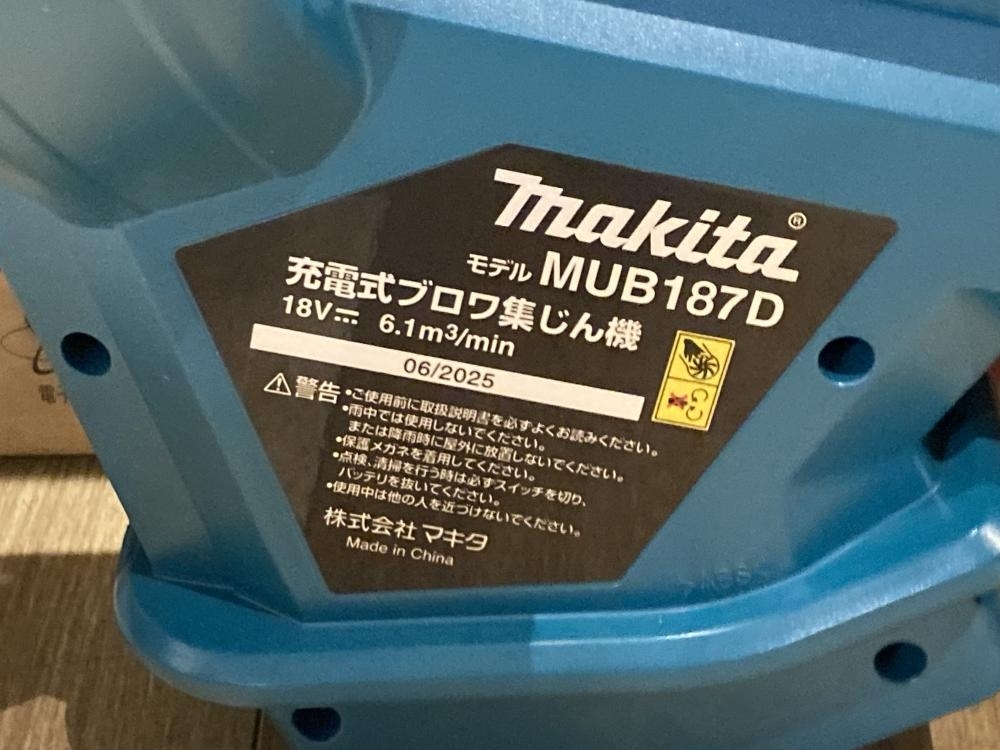 makita®
モデル MUB187D
充電式ブロワ集じん機
18V⎓ 6.1m³/min
06/2025
⚠警告
•ご使用前に取扱説明書を必ずよくお読みください。
•雨中では使用しないでください。
または降雨時に屋外に放置しないでください。
•保護メガネを着用してください。
•点検、清掃を行う時は必ずスイッチを切り、
バッテリを抜いてください。
•使用中は他の人を近づけないでください。
株式会社 マキタ
Made in China
>ABS<
電子